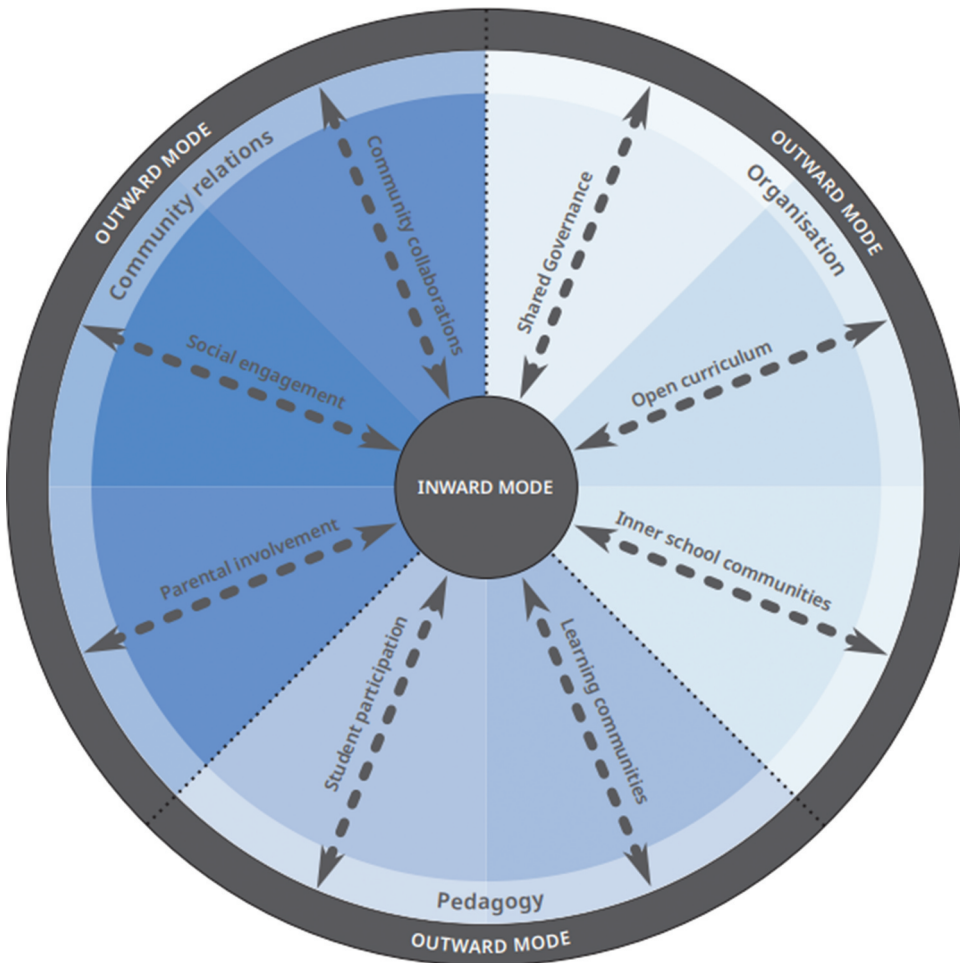 OUTWARD MODE
Community relations
Community collaborations
Social engagement
Parental involvement
OUTWARD MODE
Organisation
Shared Governance
Open curriculum
Inner school communities
INWARD MODE
Student participation
Learning communities
Pedagogy
OUTWARD MODE